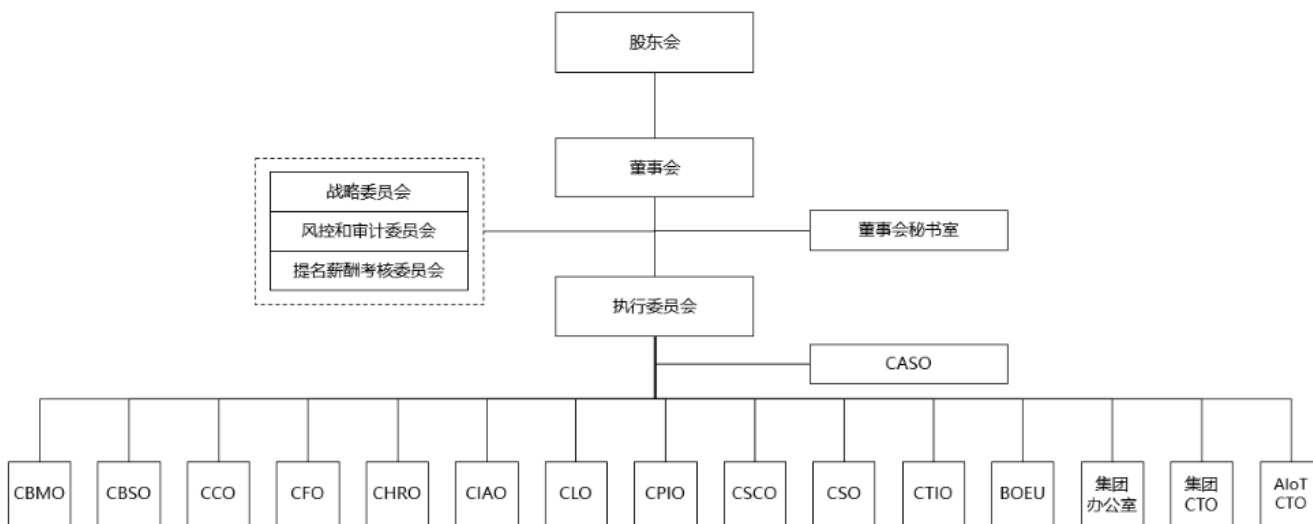 股东会
董事会
战略委员会
风控和审计委员会
提名薪酬考核委员会
董事会秘书室
执行委员会
CASO
CBMO
CBSO
CCO
CFO
CHRO
CIAO
CLO
CPIO
CSCO
CSO
CTIO
BOEU
集团
办公室
集团
CTO
AIoT
CTO